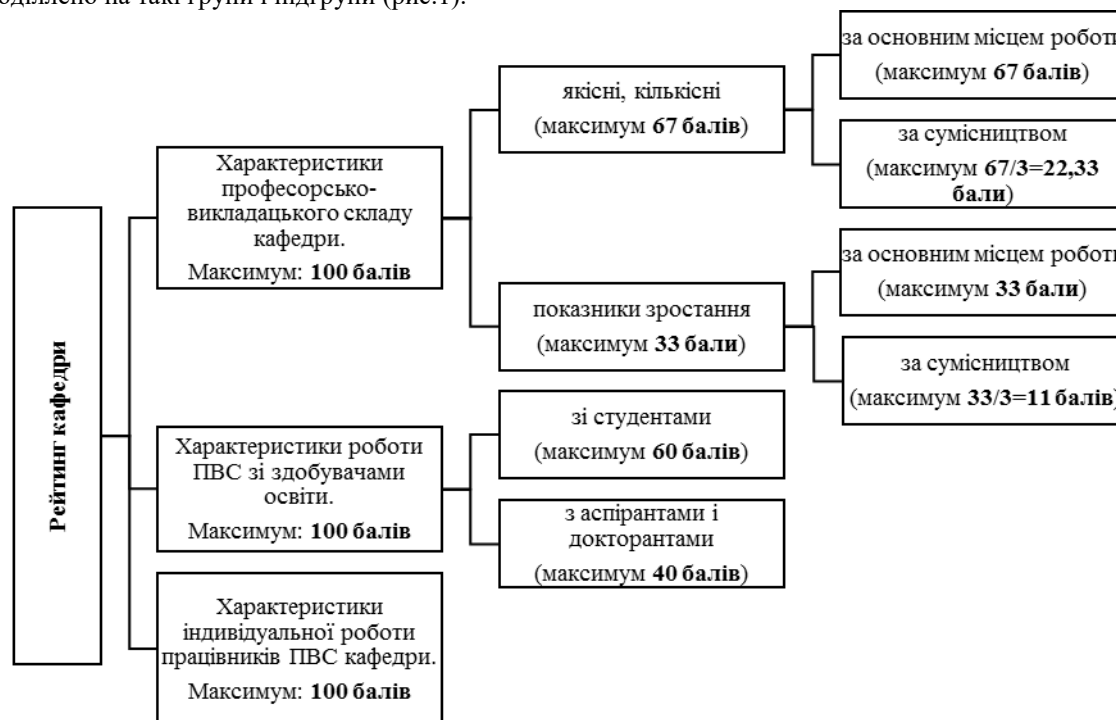 поділено на такі групи і підгрупи (рис.1):
Рейтинг кафедри
Характеристики
професорсько-
викладацького складу
кафедри.
Максимум: 100 балів
якісні, кількісні
(максимум 67 балів)
за основним місцем роботи
(максимум 67 балів)
за сумісництвом
(максимум 67/3=22,33
бали)
показники зростання
(максимум 33 бали)
за основним місцем роботи
(максимум 33 бали)
за сумісництвом
(максимум 33/3=11 балів)
Характеристики роботи
ПВС зі здобувачами
освіти.
Максимум: 100 балів
зі студентами
(максимум 60 балів)
з аспірантами і
докторантами
(максимум 40 балів)
Характеристики
індивідуальної роботи
працівників ПВС кафедри.
Максимум: 100 балів